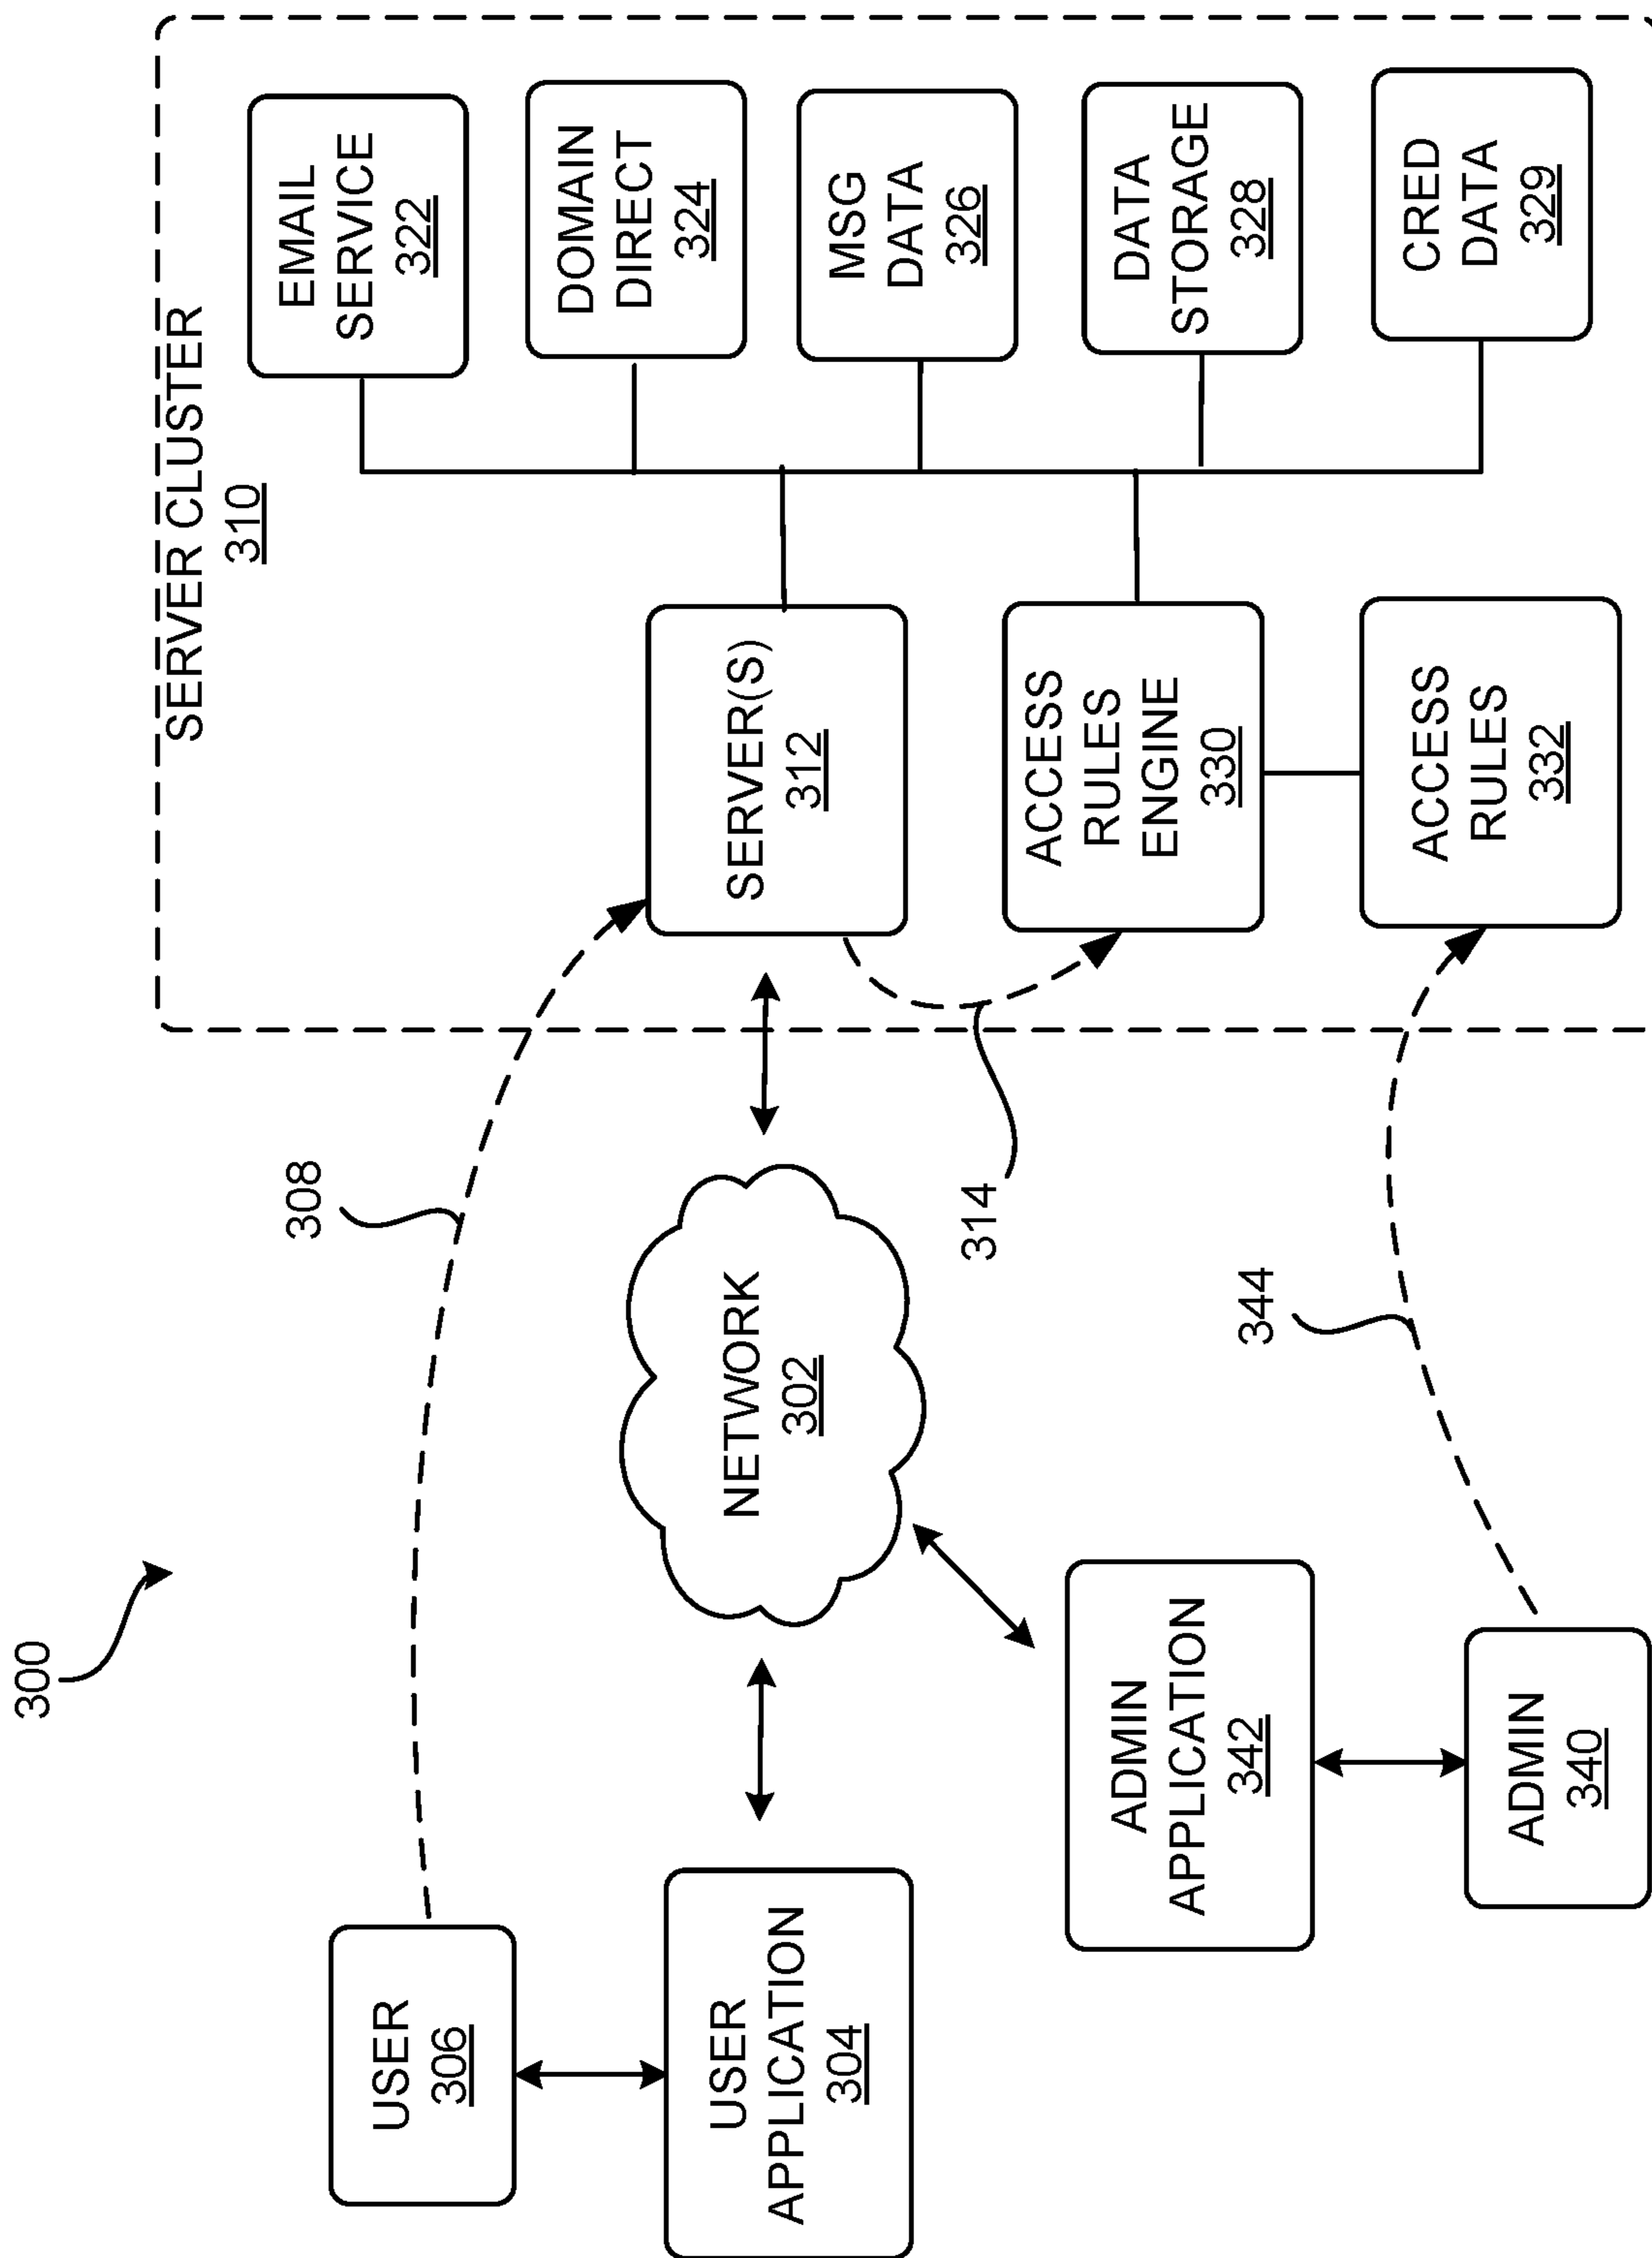 300
USER
306
USER
APPLICATION
304
308
NETWORK
302
ADMIN
APPLICATION
342
ADMIN
340
344
314
SERVER CLUSTER
310
SERVER(S)
312
ACCESS
RULES
ENGINE
330
ACCESS
RULES
332
EMAIL
SERVICE
322
DOMAIN
DIRECT
324
MSG
DATA
326
DATA
STORAGE
328
CRED
DATA
329